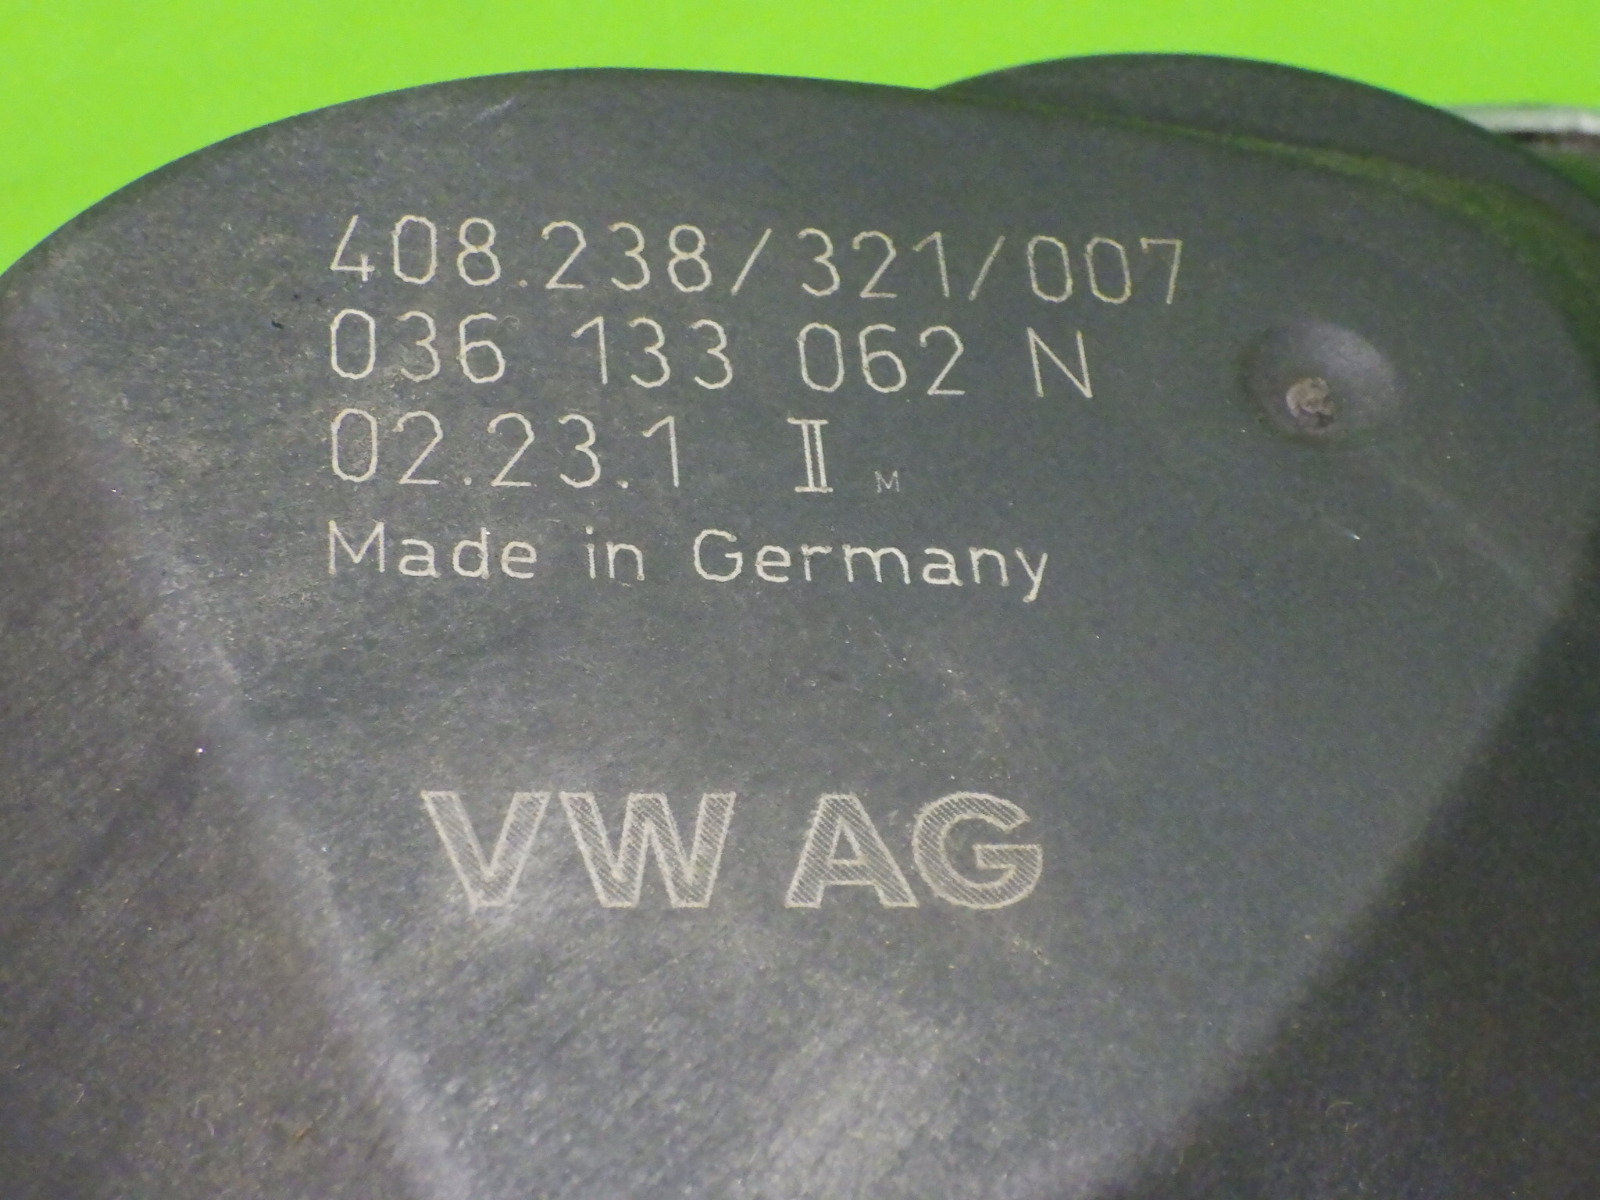 408.238/321/007
036 133 062 N
02.23.1 II M
Made in Germany
VW AG